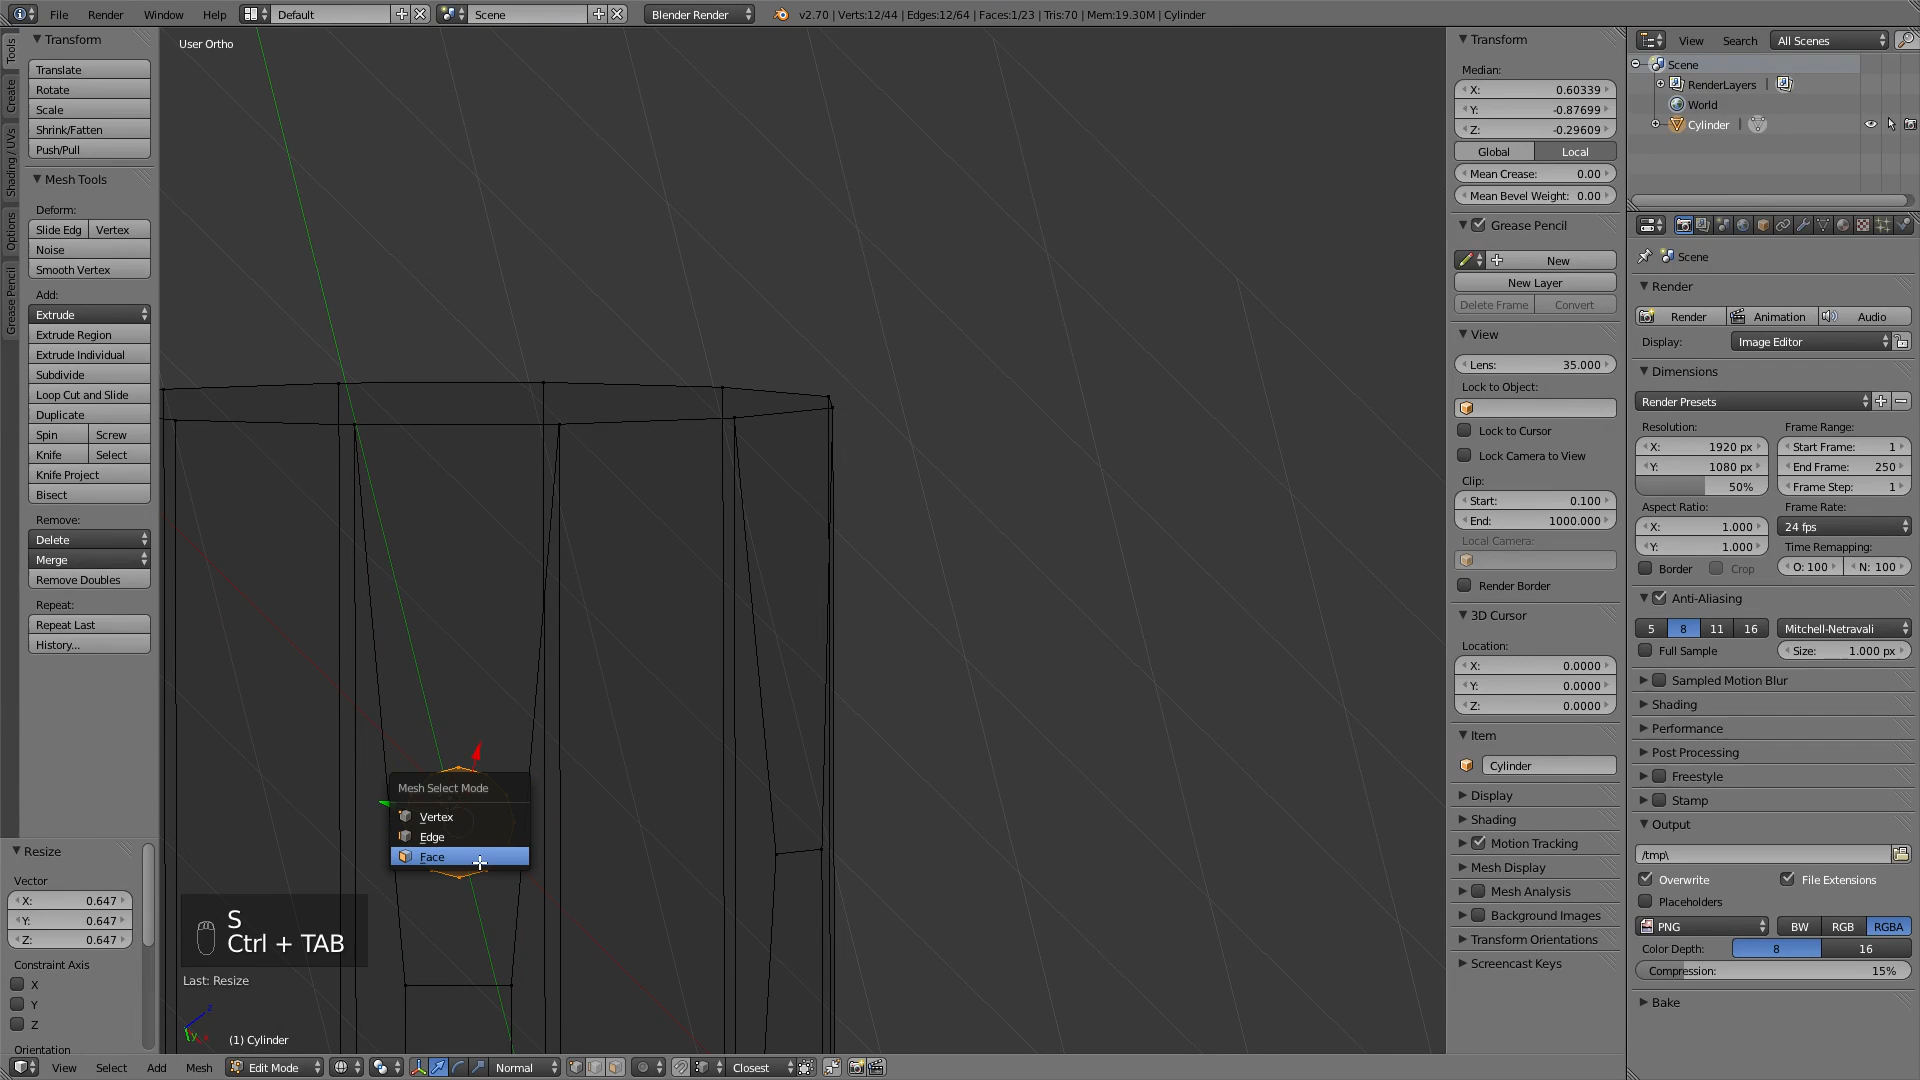 File Render Window Help Default Scene Blender Render v2.70 | Verts:12/44 | Edges:12/64 | Faces:1/23 | Tris:70 | Mem:19.30M | Cylinder
Tools
Create
Shading / UVs
Options
Grease Pencil
Transform
Translate
Rotate
Scale
Shrink/Fatten
Push/Pull
Mesh Tools
Deform:
Slide Edg Vertex
Noise
Smooth Vertex
Add:
Extrude
Extrude Region
Extrude Individual
Subdivide
Loop Cut and Slide
Duplicate
Spin Screw
Knife Select
Knife Project
Bisect
Remove:
Delete
Merge
Remove Doubles
Repeat:
Repeat Last
History...
Resize
Vector
X: 0.647
Y: 0.647
Z: 0.647
Constraint Axis
X
Y
Z
Orientation
User Ortho
Mesh Select Mode
Vertex
Edge
Face
S
Ctrl + TAB
Last: Resize
z
y
(1) Cylinder
View Select Add Mesh Edit Mode Normal Closest
Transform
Median:
X: 0.60339
Y: -0.87699
Z: -0.29609
Global Local
Mean Crease: 0.00
Mean Bevel Weight: 0.00
Grease Pencil
New
New Layer
Delete Frame Convert
View
Lens: 35.000
Lock to Object:
Lock to Cursor
Lock Camera to View
Clip:
Start: 0.100
End: 1000.000
Local Camera:
Render Border
3D Cursor
Location:
X: 0.0000
Y: 0.0000
Z: 0.0000
Item
Cylinder
Display
Shading
Motion Tracking
Mesh Display
Mesh Analysis
Background Images
Transform Orientations
Screencast Keys
View Search All Scenes
Scene
RenderLayers |
World
Cylinder |
Scene
Render
Render Animation Audio
Display: Image Editor
Dimensions
Render Presets
Resolution: Frame Range:
X: 1920 px Start Frame: 1
Y: 1080 px End Frame: 250
50% Frame Step: 1
Aspect Ratio: Frame Rate:
X: 1.000 24 fps
Y: 1.000 Time Remapping:
Border Crop O: 100 N: 100
Anti-Aliasing
5 8 11 16 Mitchell-Netravali
Full Sample Size: 1.000 px
Sampled Motion Blur
Shading
Performance
Post Processing
Freestyle
Stamp
Output
/tmp\
Overwrite File Extensions
Placeholders
PNG BW RGB RGBA
Color Depth: 8 16
Compression: 15%
Bake